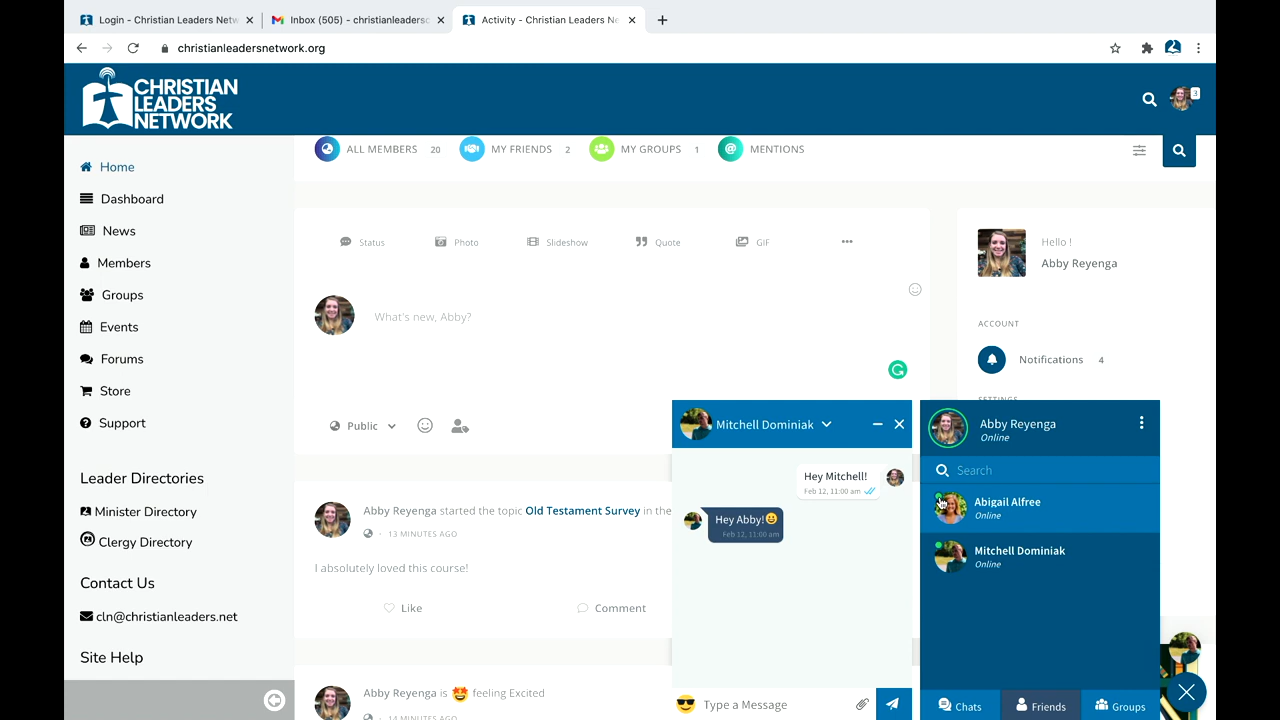 Login - Christian Leaders Netw
Inbox (505) - christianleadersc
Activity - Christian Leaders Ne
christianleadersnetwork.org
CHRISTIAN
LEADERS
NETWORK
3
Home
Dashboard
News
Members
Groups
Events
Forums
Store
Support
Leader Directories
Minister Directory
Clergy Directory
Contact Us
cln@christianleaders.net
Site Help
ALL MEMBERS 20
MY FRIENDS 2
MY GROUPS 1
MENTIONS
Status
Photo
Slideshow
Quote
GIF
What's new, Abby?
Public
Hello !
Abby Reyenga
ACCOUNT
Notifications 4
SETTINGS
Abby Reyenga started the topic Old Testament Survey in the
13 MINUTES AGO
I absolutely loved this course!
Like
Comment
Abby Reyenga is 🤩 feeling Excited
14 MINUTES AGO
Mitchell Dominiak
Hey Mitchell!
Feb 12, 11:00 am
Hey Abby!😀
Feb 12, 11:00 am
Type a Message
Abby Reyenga
Online
Search
Abigail Alfree
Online
Mitchell Dominiak
Online
Chats
Friends
Groups